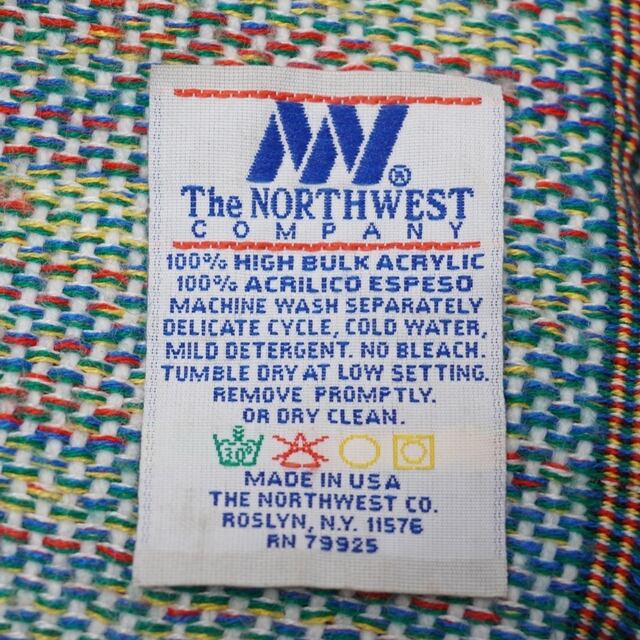 ®
The NORTHWEST
COMPANY
100% HIGH BULK ACRYLIC
100% ACRILICO ESPESO
MACHINE WASH SEPARATELY
DELICATE CYCLE, COLD WATER,
MILD DETERGENT. NO BLEACH.
TUMBLE DRY AT LOW SETTING.
REMOVE PROMPTLY.
OR DRY CLEAN.
30°
MADE IN USA
THE NORTHWEST CO.
ROSLYN, N.Y. 11576
RN 79925